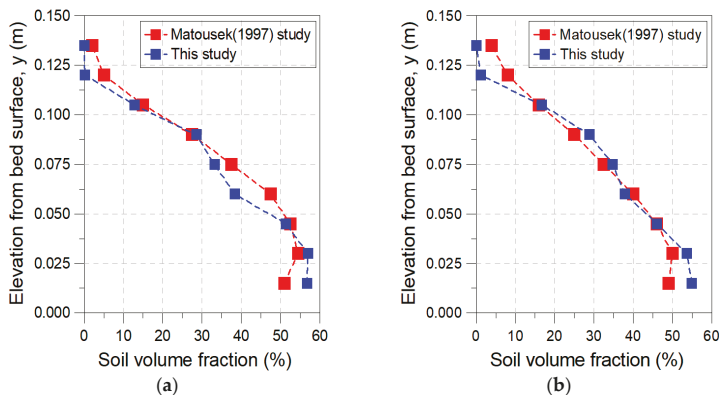 0.150
0.125
0.100
0.075
0.050
0.025
0.000
Elevation from bed surface, y (m)
Matousek(1997) study
This study
0 10 20 30 40 50 60
Soil volume fraction (%)
(a)
0.150
0.125
0.100
0.075
0.050
0.025
0.000
Elevation from bed surface, y (m)
Matousek(1997) study
This study
0 10 20 30 40 50 60
Soil volume fraction (%)
(b)